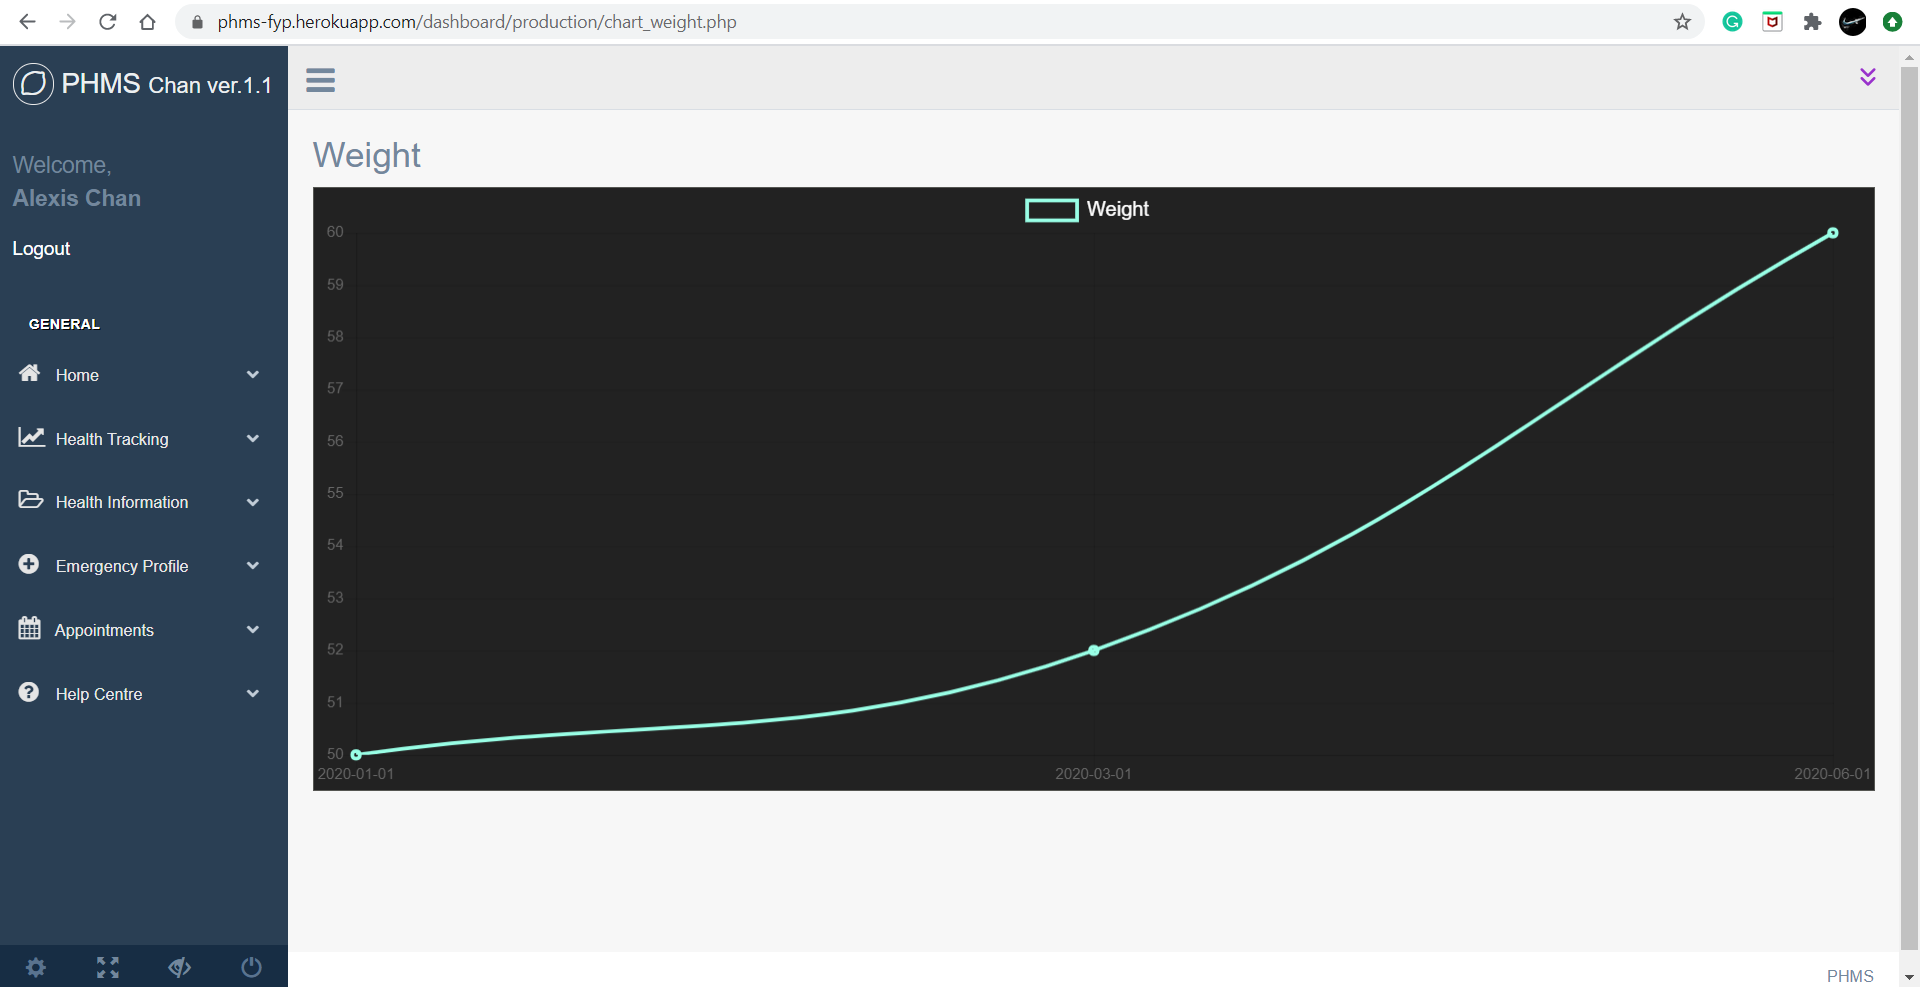 phms-fyp.herokuapp.com/dashboard/production/chart_weight.php
PHMS Chan ver.1.1
Welcome,
Alexis Chan
Logout
GENERAL
Home
Health Tracking
Health Information
Emergency Profile
Appointments
Help Centre
Weight
Weight
60
59
58
57
56
55
54
53
52
51
50
2020-01-01 2020-03-01 2020-06-01
PHMS